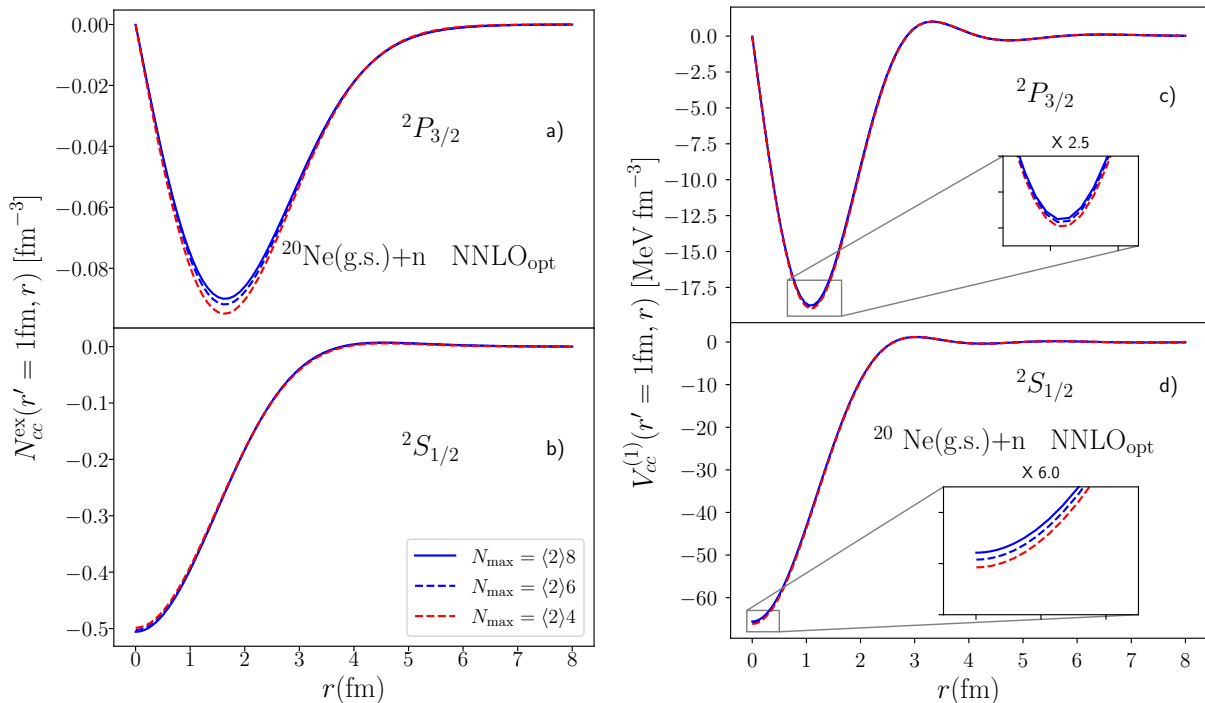 N_cc^ex(r′ = 1fm, r) [fm⁻³]
0.00
−0.02
−0.04
−0.06
−0.08
²P₃/₂
a)
²⁰Ne(g.s.)+n NNLO_opt
0.0
−0.1
−0.2
−0.3
−0.4
−0.5
²S₁/₂
b)
N_max = ⟨2⟩8
N_max = ⟨2⟩6
N_max = ⟨2⟩4
0 1 2 3 4 5 6 7 8
r(fm)
V_cc^(1)(r′ = 1fm, r) [MeV fm⁻³]
0.0
−2.5
−5.0
−7.5
−10.0
−12.5
−15.0
−17.5
²P₃/₂
c)
X 2.5
0
−10
−20
−30
−40
−50
−60
²S₁/₂
d)
²⁰ Ne(g.s.)+n NNLO_opt
X 6.0
0 1 2 3 4 5 6 7 8
r(fm)